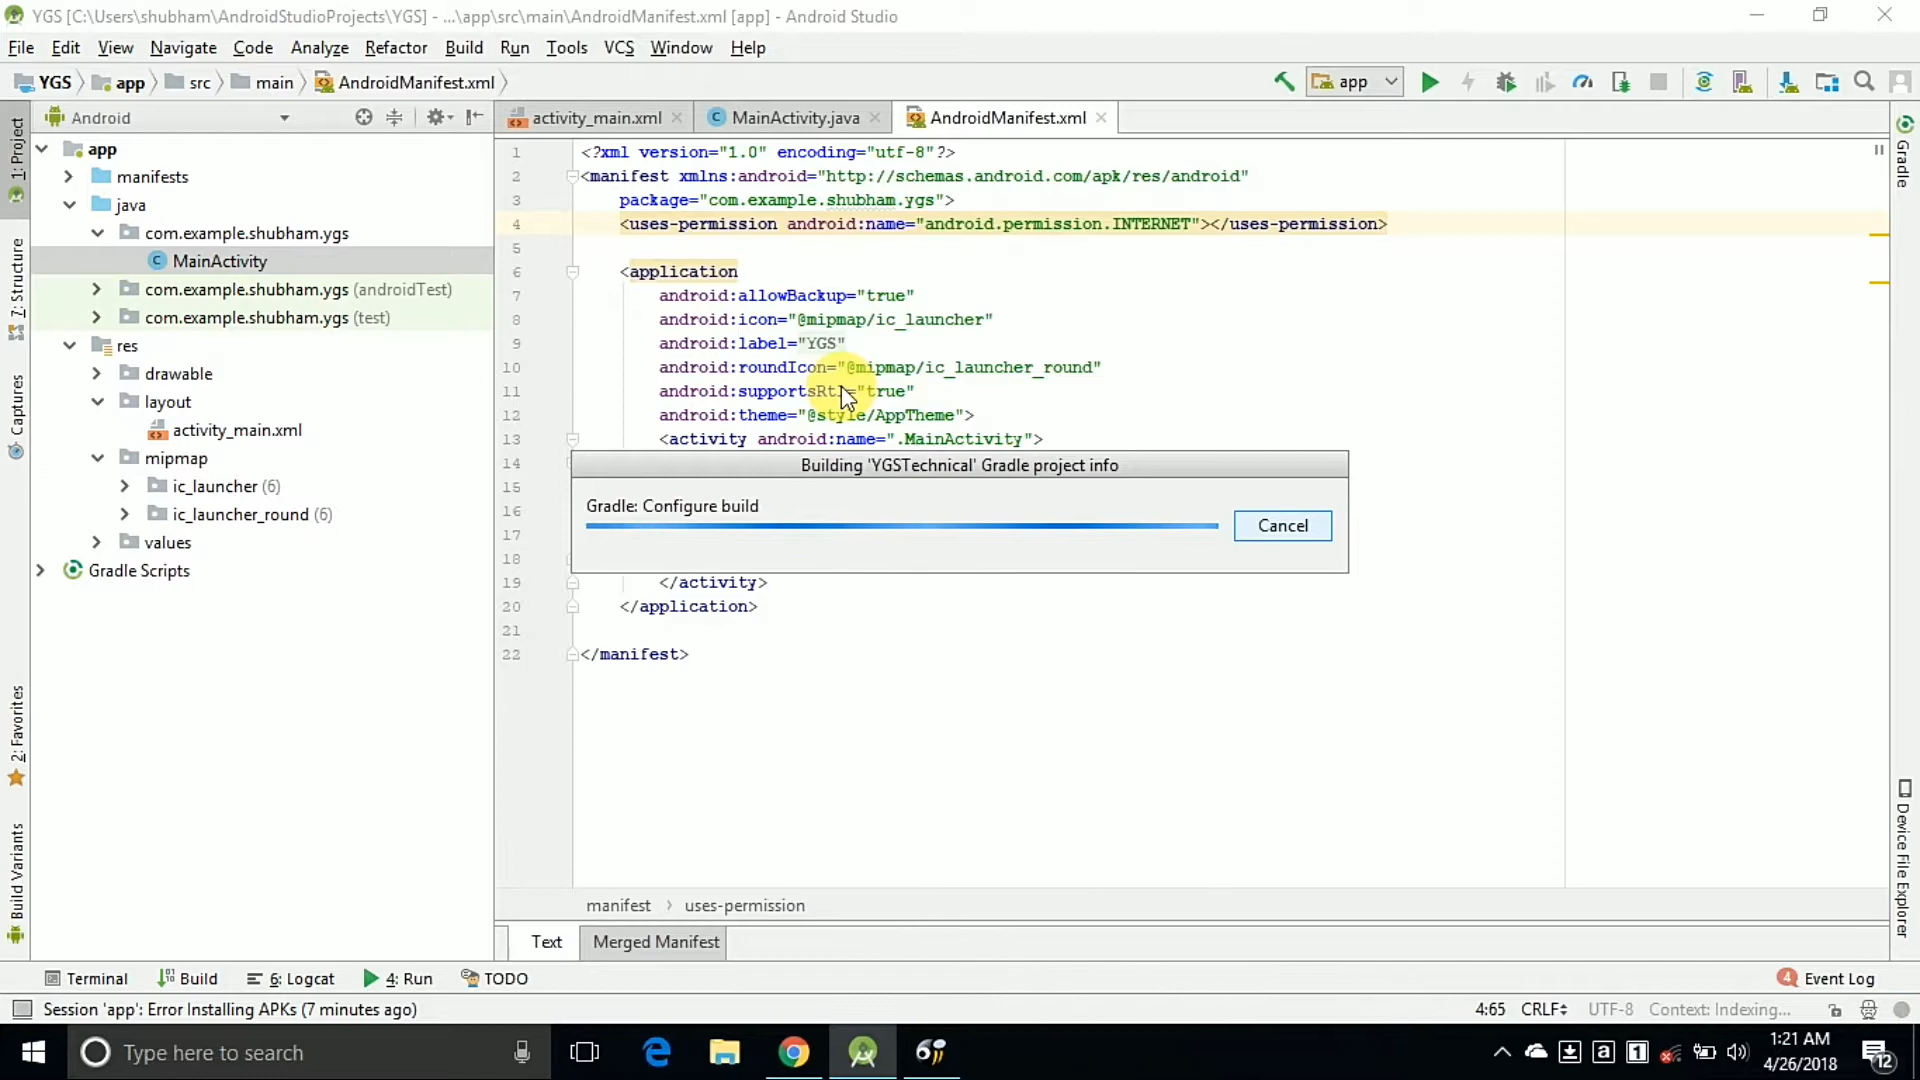 YGS [C:\Users\shubham\AndroidStudioProjects\YGS] - ...\app\src\main\AndroidManifest.xml [app] - Android Studio
File Edit View Navigate Code Analyze Refactor Build Run Tools VCS Window Help
YGS app src main AndroidManifest.xml app
Android activity_main.xml MainActivity.java AndroidManifest.xml
1: Project
7: Structure
Captures
2: Favorites
Build Variants
app
manifests
java
com.example.shubham.ygs
MainActivity
com.example.shubham.ygs (androidTest)
com.example.shubham.ygs (test)
res
drawable
layout
activity_main.xml
mipmap
ic_launcher (6)
ic_launcher_round (6)
values
Gradle Scripts
1 <?xml version="1.0" encoding="utf-8"?>
2 <manifest xmlns:android="http://schemas.android.com/apk/res/android"
3 package="com.example.shubham.ygs">
4 <uses-permission android:name="android.permission.INTERNET"></uses-permission>
5
6 <application
7 android:allowBackup="true"
8 android:icon="@mipmap/ic_launcher"
9 android:label="YGS"
10 android:roundIcon="@mipmap/ic_launcher_round"
11 android:supportsRtl="true"
12 android:theme="@style/AppTheme">
13 <activity android:name=".MainActivity">
14
15
16
17
18
19 </activity>
20 </application>
21
22 </manifest>
Building 'YGSTechnical' Gradle project info
Gradle: Configure build
Cancel
Gradle
Device File Explorer
manifest uses-permission
Text Merged Manifest
Terminal Build 6: Logcat 4: Run TODO 4 Event Log
Session 'app': Error Installing APKs (7 minutes ago) 4:65 CRLF UTF-8 Context: Indexing...
Type here to search a 1 1:21 AM
4/26/2018 12